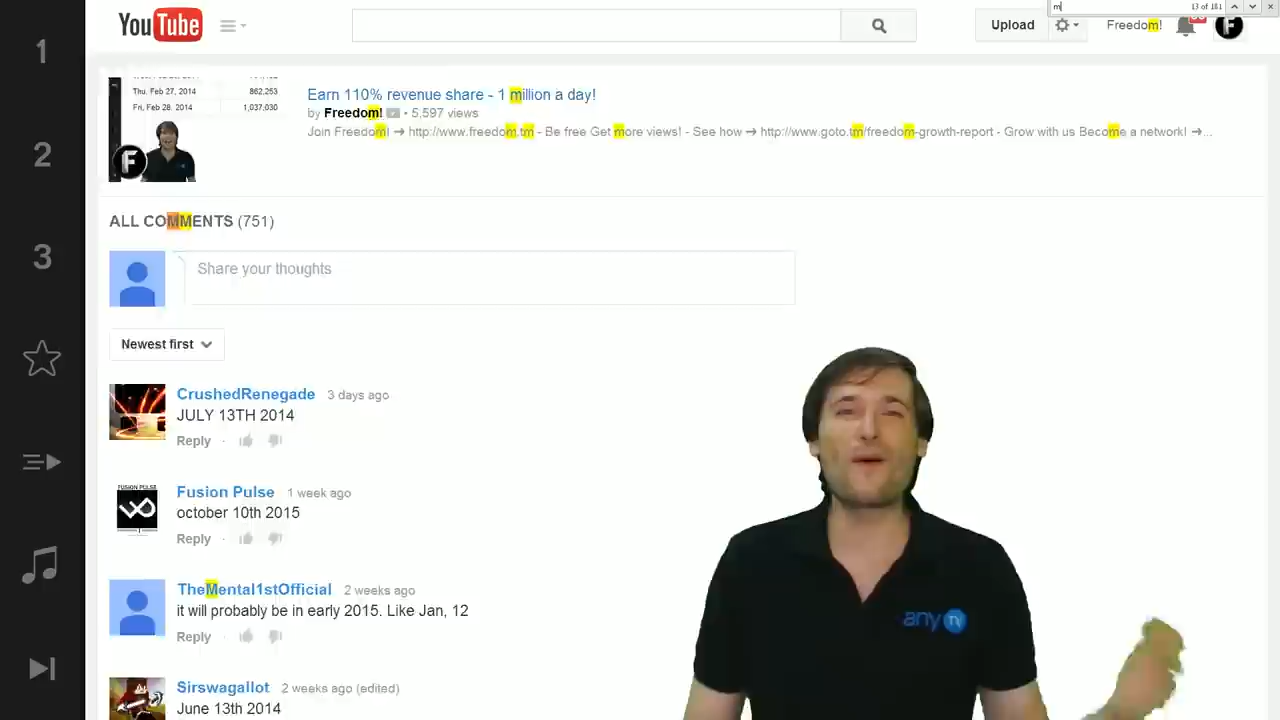 1
2
3
YouTube
Upload
Freedom!
m
13 of 181
F
Thu. Feb 27, 2014 862,253
Fri, Feb 28, 2014 1,037,030
F
Earn 110% revenue share - 1 million a day!
by Freedom! • 5,597 views
Join Freedom! → http://www.freedom.tm - Be free Get more views! - See how → http://www.goto.tm/freedom-growth-report - Grow with us Become a network! →...
ALL COMMENTS (751)
Share your thoughts
Newest first
CrushedRenegade 3 days ago
JULY 13TH 2014
Reply
FUSION PULSE
Fusion Pulse 1 week ago
october 10th 2015
Reply
TheMental1stOfficial 2 weeks ago
it will probably be in early 2015. Like Jan, 12
Reply
Sirswagallot 2 weeks ago (edited)
June 13th 2014
any